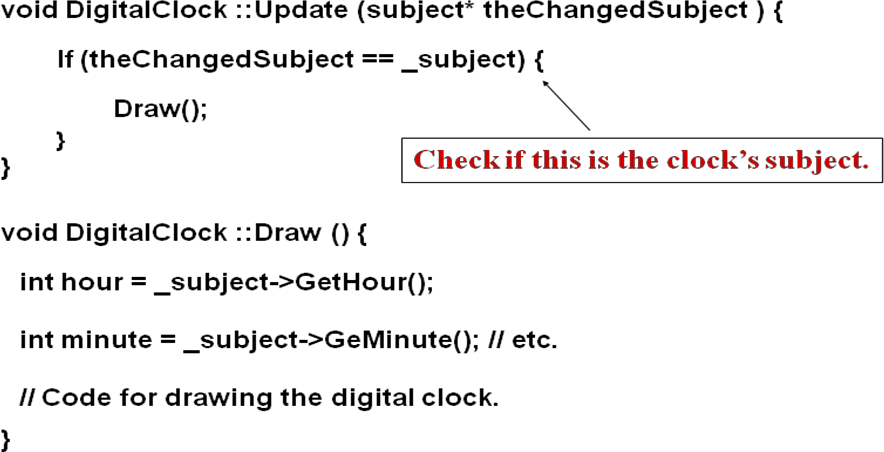 void DigitalClock ::Update (subject* theChangedSubject ) {
If (theChangedSubject == _subject) {
Draw();
}
Check if this is the clock’s subject.
}
void DigitalClock ::Draw () {
int hour = _subject->GetHour();
int minute = _subject->GeMinute(); // etc.
// Code for drawing the digital clock.
}